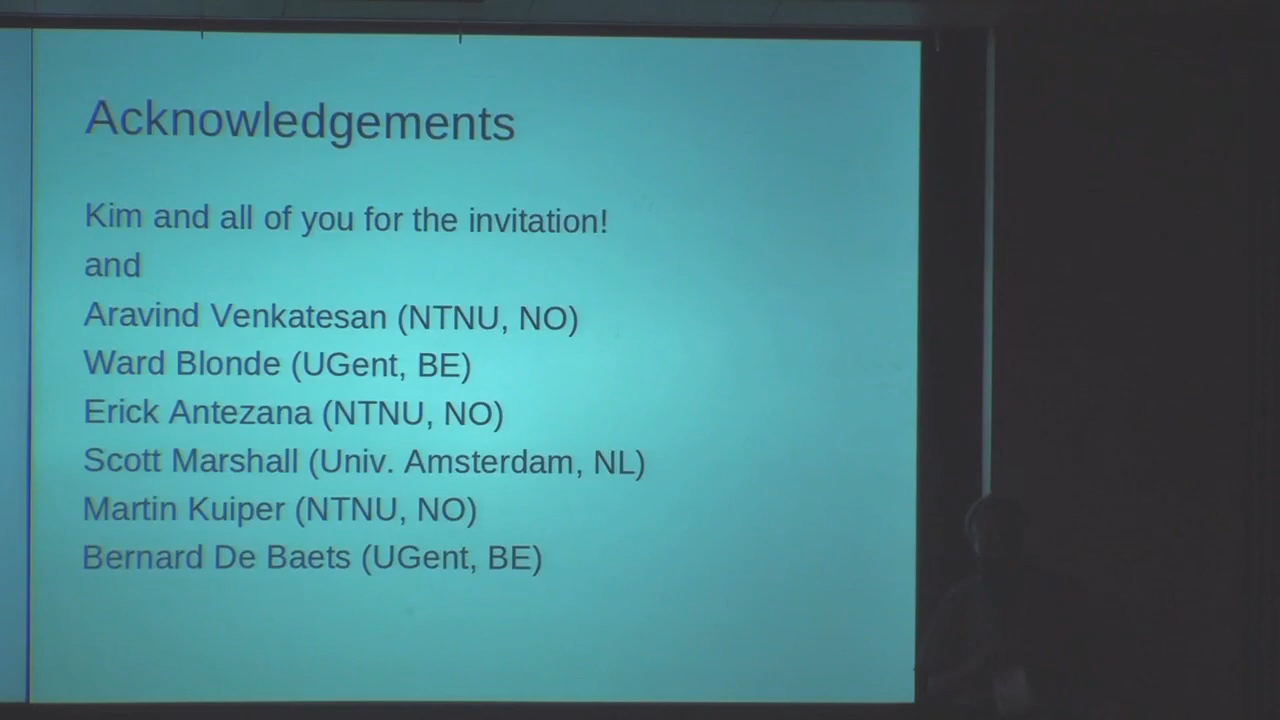 Acknowledgements
Kim and all of you for the invitation!
and
Aravind Venkatesan (NTNU, NO)
Ward Blonde (UGent, BE)
Erick Antezana (NTNU, NO)
Scott Marshall (Univ. Amsterdam, NL)
Martin Kuiper (NTNU, NO)
Bernard De Baets (UGent, BE)